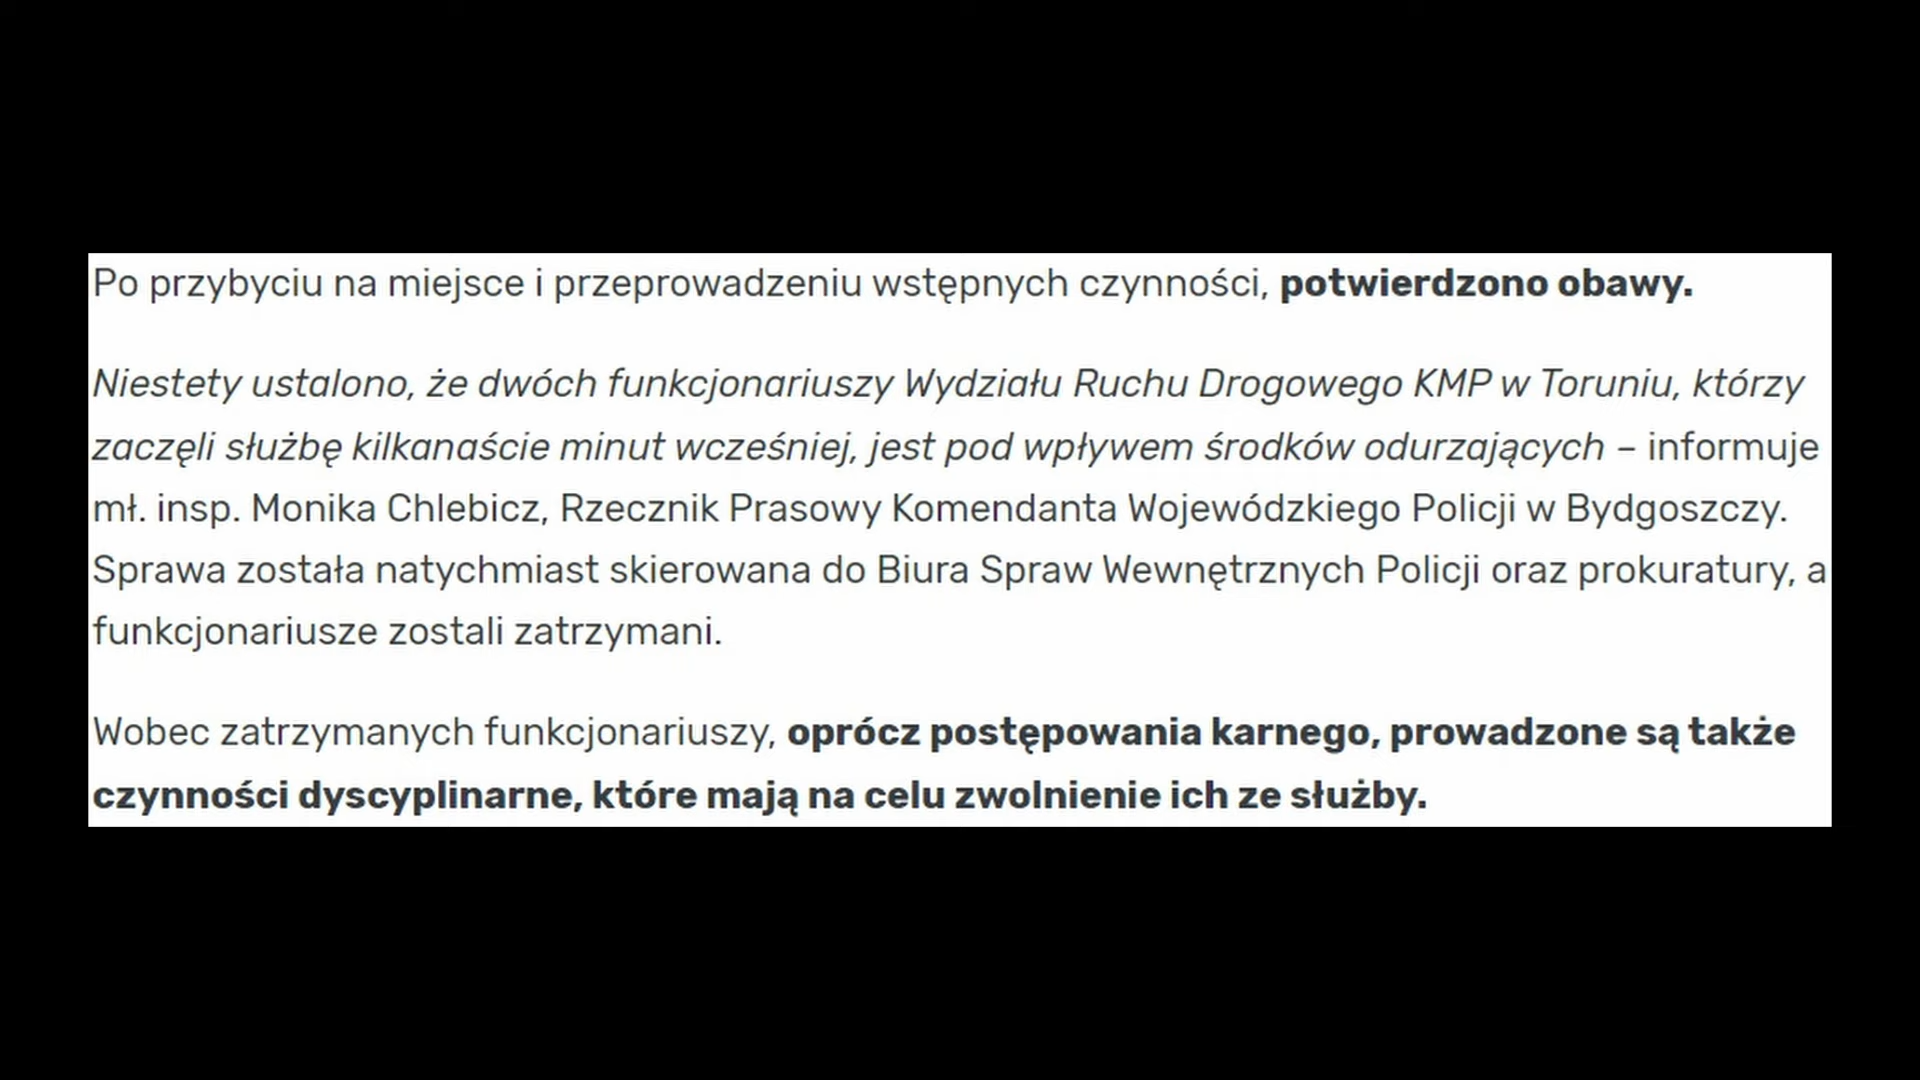 Po przybyciu na miejsce i przeprowadzeniu wstępnych czynności, potwierdzono obawy.
Niestety ustalono, że dwóch funkcjonariuszy Wydziału Ruchu Drogowego KMP w Toruniu, którzy
zaczęli służbę kilkanaście minut wcześniej, jest pod wpływem środków odurzających – informuje
mł. insp. Monika Chlebicz, Rzecznik Prasowy Komendanta Wojewódzkiego Policji w Bydgoszczy.
Sprawa została natychmiast skierowana do Biura Spraw Wewnętrznych Policji oraz prokuratury, a
funkcjonariusze zostali zatrzymani.
Wobec zatrzymanych funkcjonariuszy, oprócz postępowania karnego, prowadzone są także
czynności dyscyplinarne, które mają na celu zwolnienie ich ze służby.